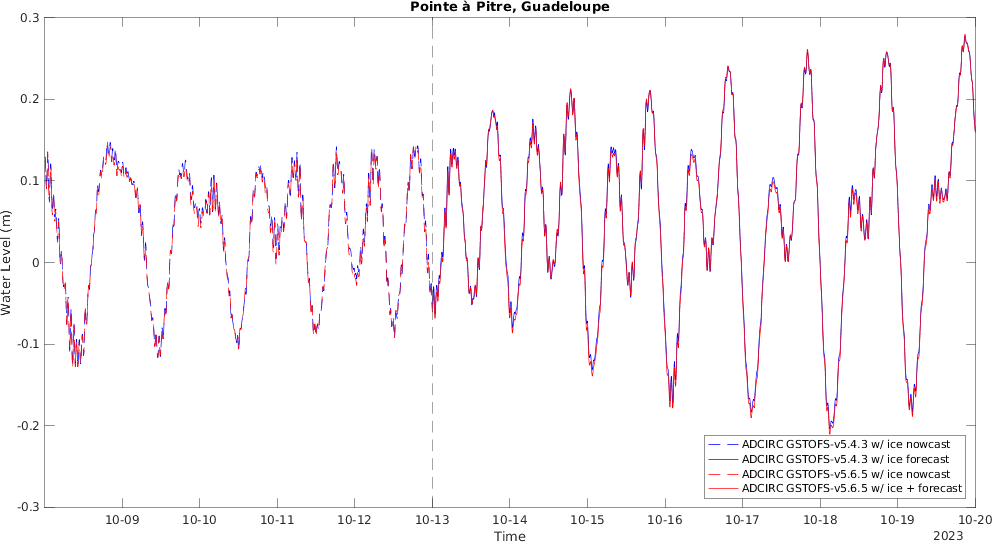 Pointe à Pitre, Guadeloupe
0.3
0.2
0.1
0
-0.1
-0.2
-0.3
Water Level (m)
ADCIRC GSTOFS-v5.4.3 w/ ice nowcast
ADCIRC GSTOFS-v5.4.3 w/ ice forecast
ADCIRC GSTOFS-v5.6.5 w/ ice nowcast
ADCIRC GSTOFS-v5.6.5 w/ ice + forecast
10-09 10-10 10-11 10-12 10-13 10-14 10-15 10-16 10-17 10-18 10-19 10-20
Time
2023